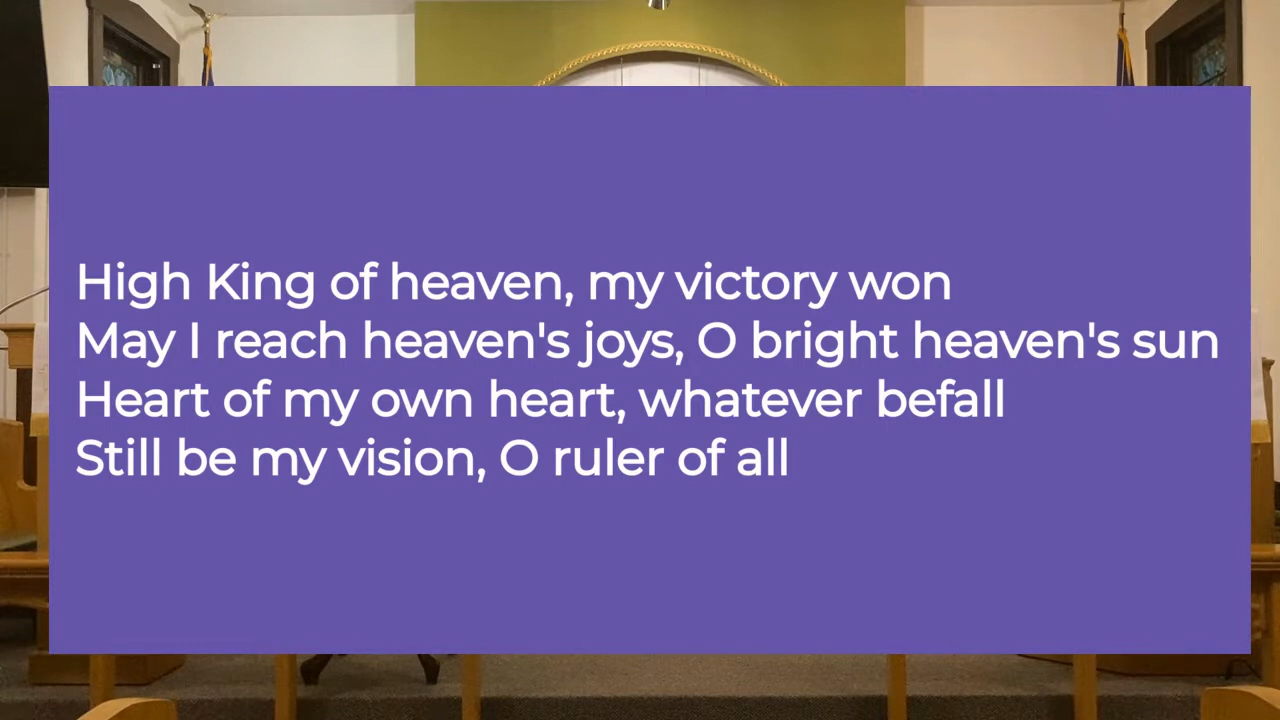 High King of heaven, my victory won
May I reach heaven's joys, O bright heaven's sun
Heart of my own heart, whatever befall
Still be my vision, O ruler of all